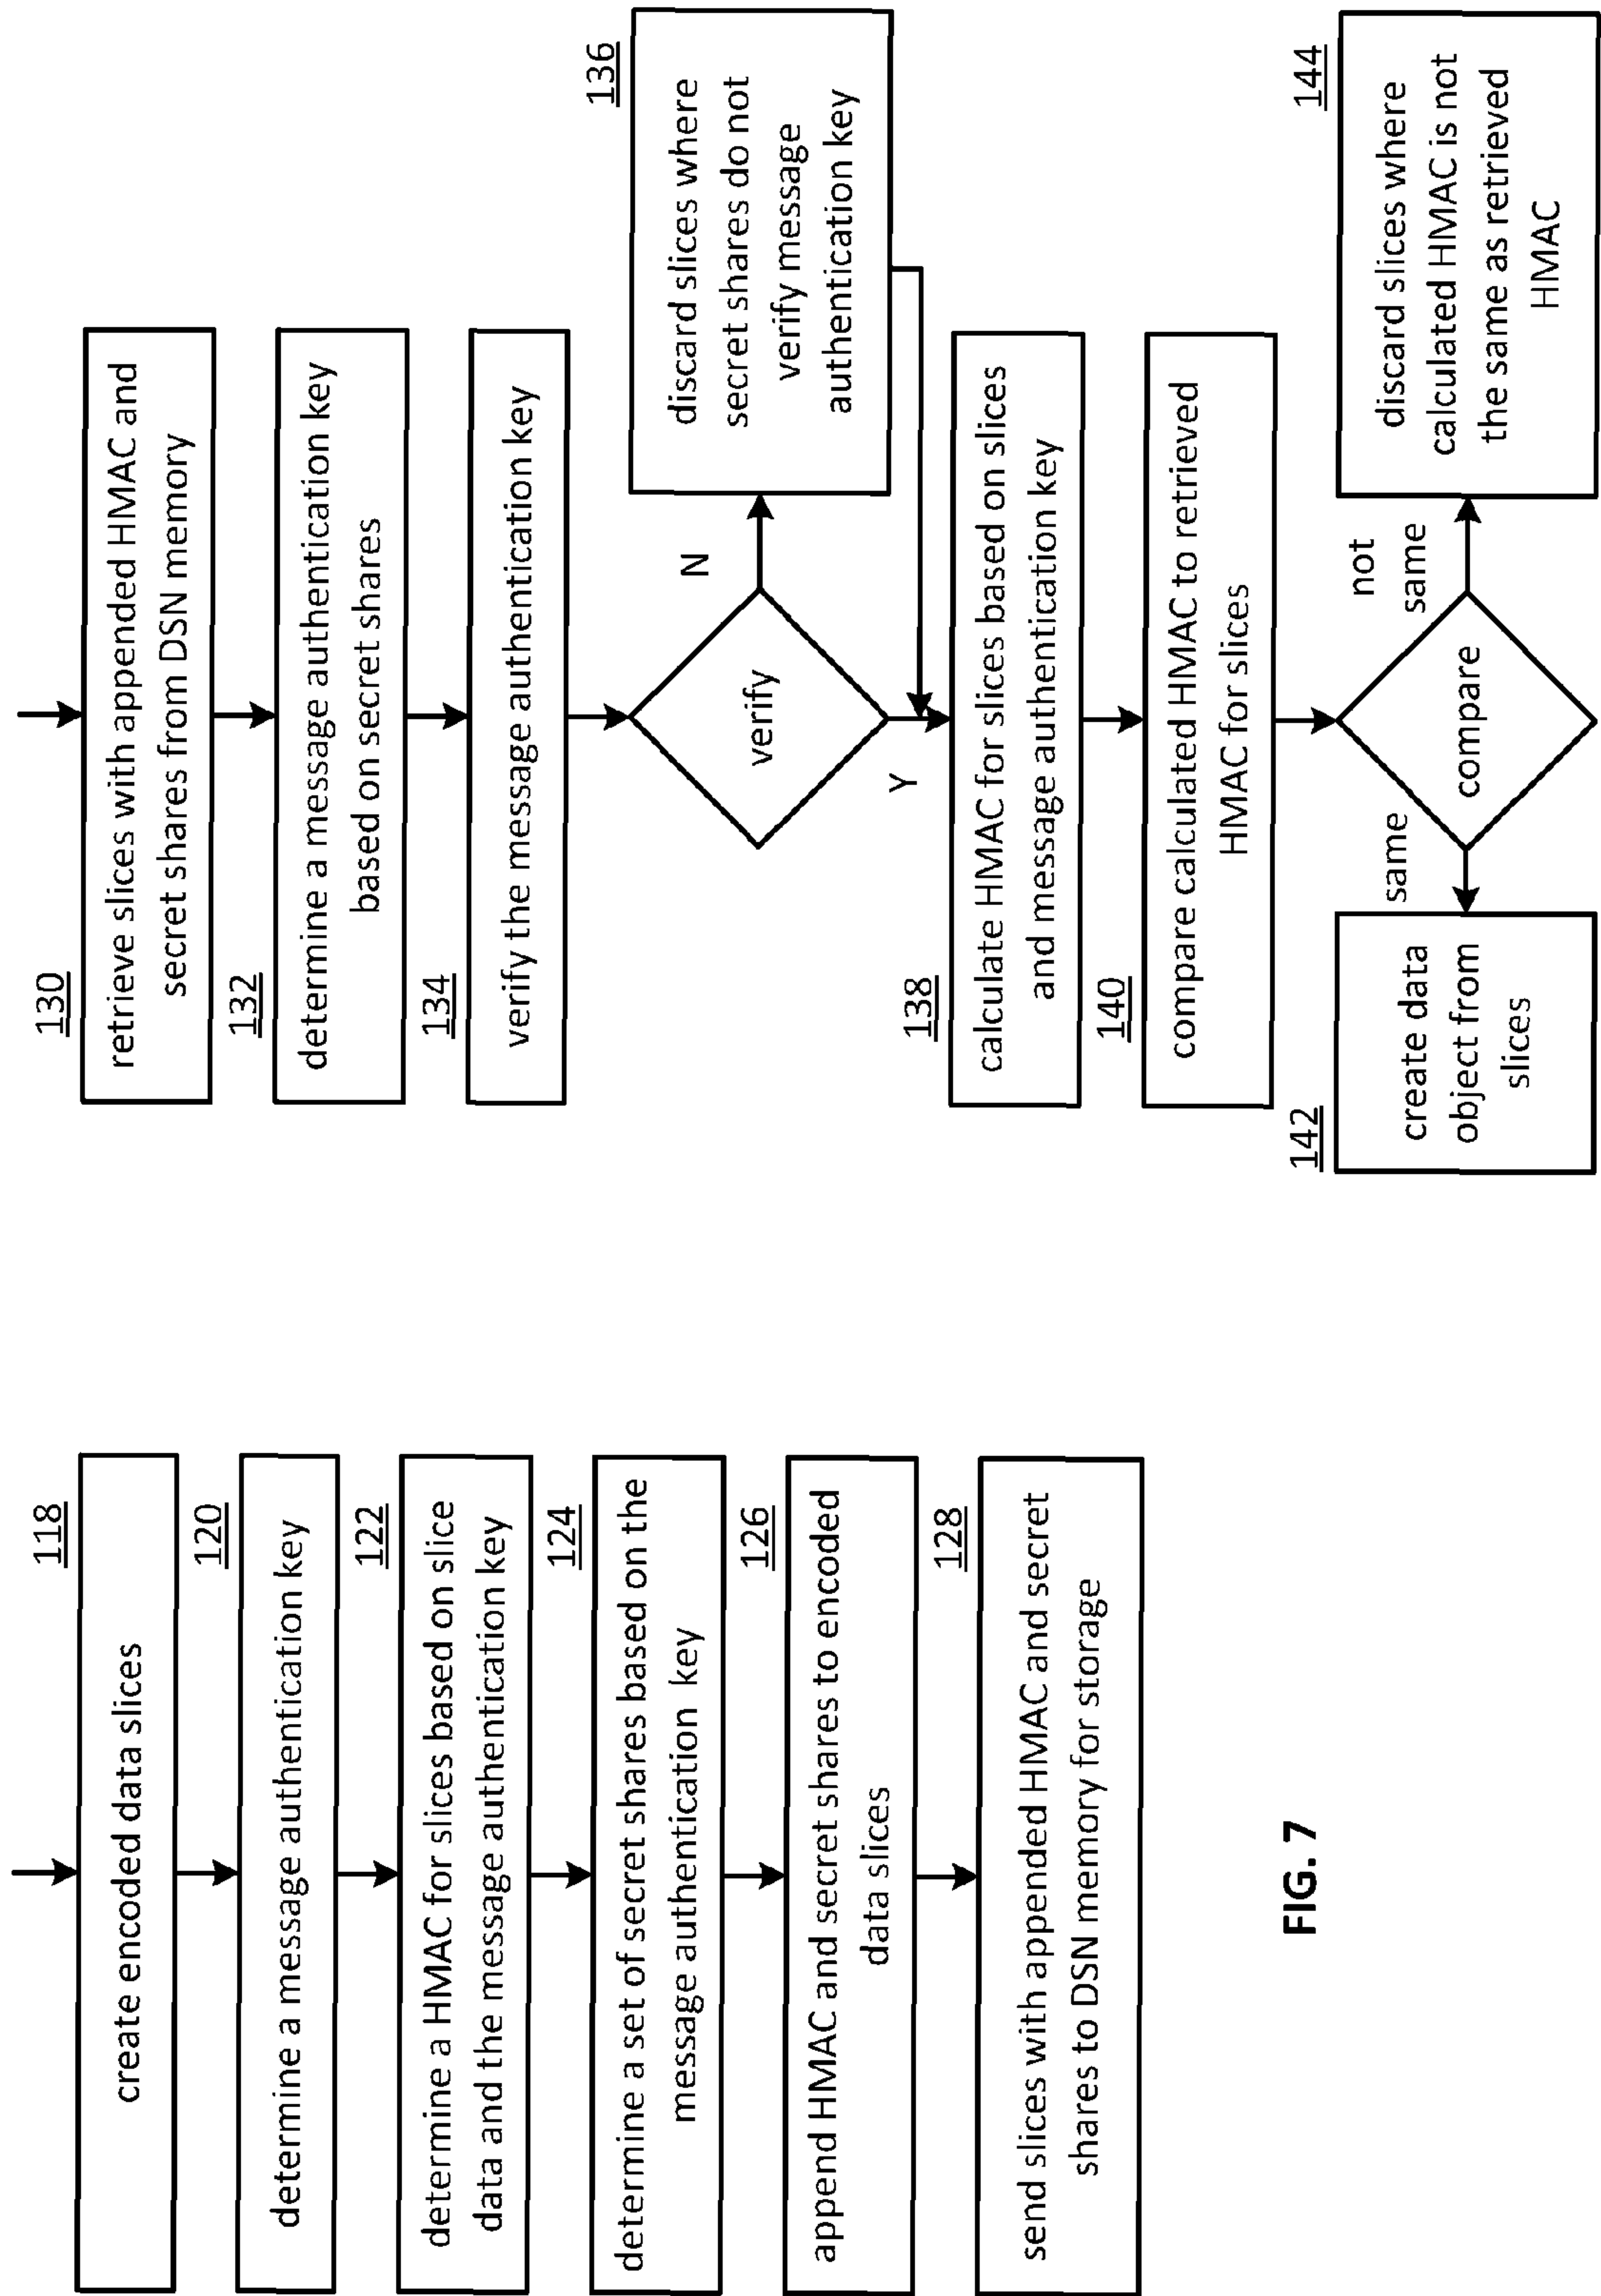 118
create encoded data slices
120
determine a message authentication key
122
determine a HMAC for slices based on slice
data and the message authentication key
124
determine a set of secret shares based on the
message authentication key
126
append HMAC and secret shares to encoded
data slices
128
send slices with appended HMAC and secret
shares to DSN memory for storage
FIG. 7
130
retrieve slices with appended HMAC and
secret shares from DSN memory
132
determine a message authentication key
based on secret shares
134
verify the message authentication key
verify
N
Y
136
discard slices where
secret shares do not
verify message
authentication key
138
calculate HMAC for slices based on slices
and message authentication key
140
compare calculated HMAC to retrieved
HMAC for slices
compare
same
not
same
142
create data
object from
slices
144
discard slices where
calculated HMAC is not
the same as retrieved
HMAC